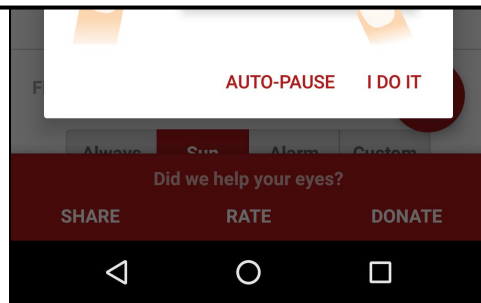 AUTO-PAUSE I DO IT
F
Always Sun Alarm Custom
Did we help your eyes?
SHARE RATE DONATE